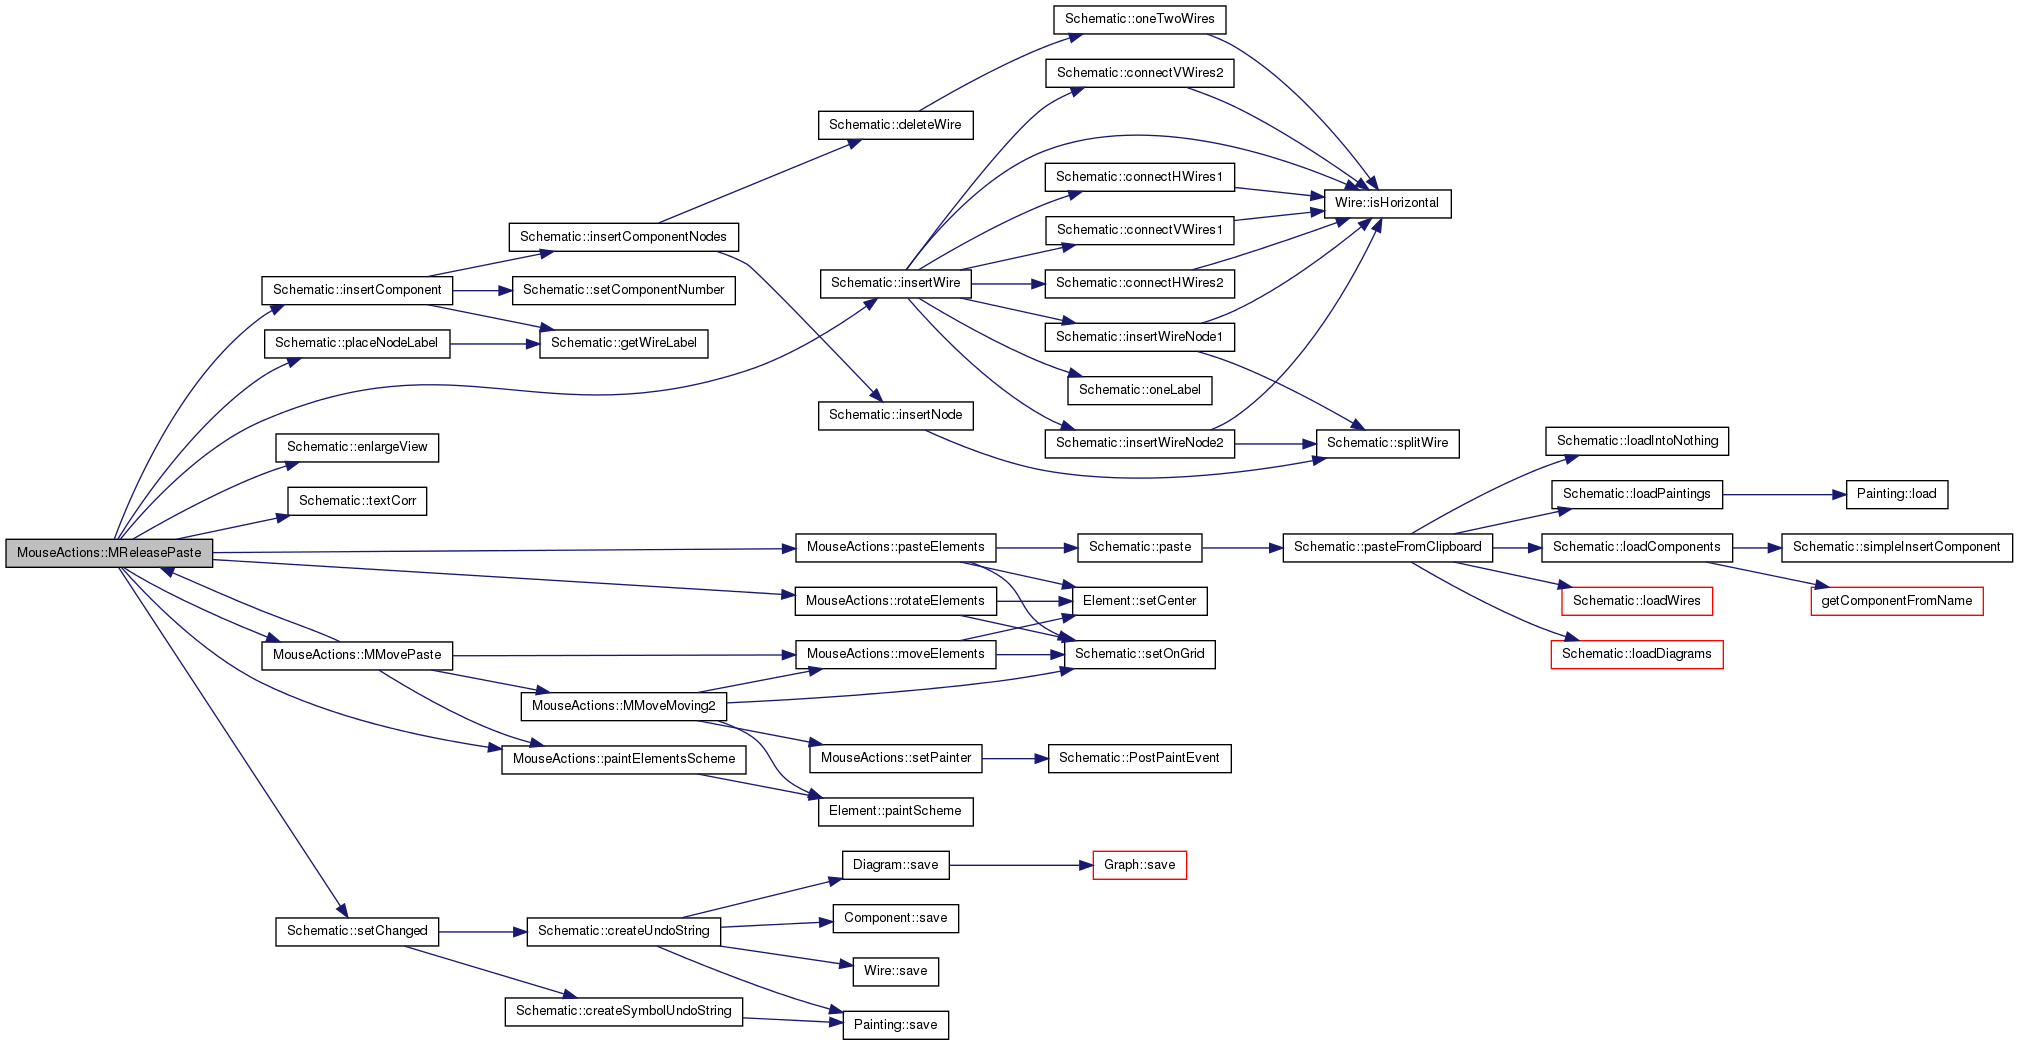 Schematic::oneTwoWires
Schematic::connectVWires2
Schematic::deleteWire
Schematic::connectHWires1
Wire::isHorizontal
Schematic::connectVWires1
Schematic::insertComponentNodes
Schematic::insertComponent
Schematic::setComponentNumber
Schematic::insertWire
Schematic::connectHWires2
Schematic::placeNodeLabel
Schematic::getWireLabel
Schematic::insertWireNode1
Schematic::oneLabel
Schematic::insertNode
Schematic::enlargeView
Schematic::insertWireNode2
Schematic::splitWire
Schematic::loadIntoNothing
Schematic::textCorr
Schematic::loadPaintings
Painting::load
MouseActions::MReleasePaste
MouseActions::pasteElements
Schematic::paste
Schematic::pasteFromClipboard
Schematic::loadComponents
Schematic::simpleInsertComponent
MouseActions::rotateElements
Element::setCenter
Schematic::loadWires
getComponentFromName
MouseActions::MMovePaste
MouseActions::moveElements
Schematic::setOnGrid
Schematic::loadDiagrams
MouseActions::MMoveMoving2
MouseActions::paintElementsScheme
MouseActions::setPainter
Schematic::PostPaintEvent
Element::paintScheme
Diagram::save
Graph::save
Schematic::setChanged
Schematic::createUndoString
Component::save
Wire::save
Schematic::createSymbolUndoString
Painting::save